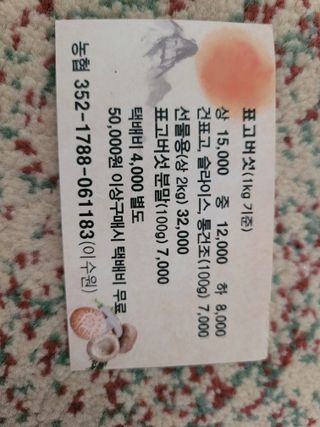 표고버섯(1kg 기준)
상 15,000 중 12,000 하 8,000
건표고, 슬라이스, 통건조(100g) 7,000
선물용(상 2kg) 32,000
표고버섯 분말(100g) 7,000
택배비 4,000 별도
50,000원 이상구매시 택배비 무료
농협 352-1788-061183(이수원)